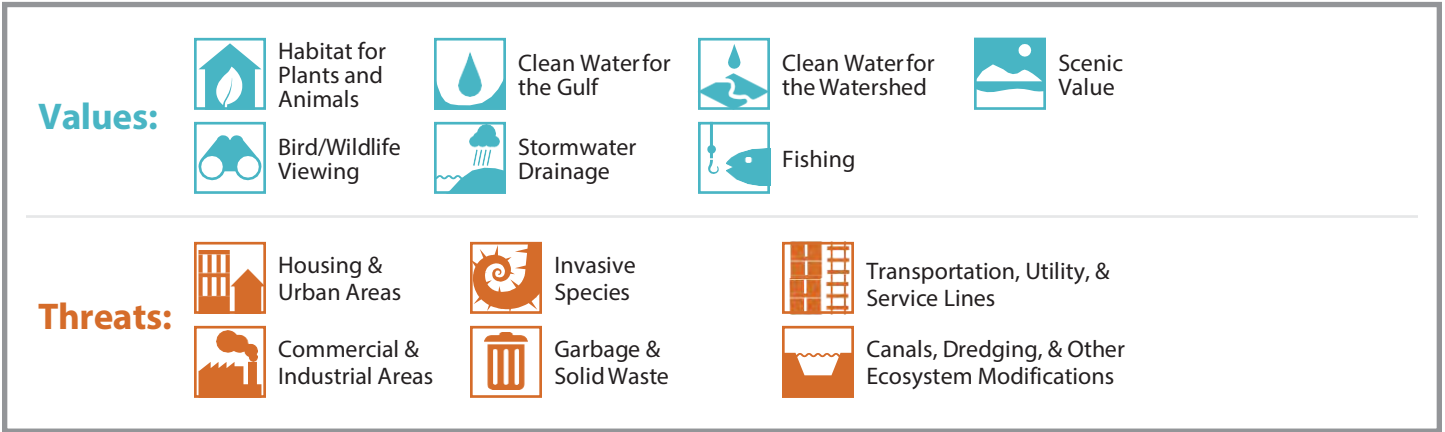 Values:
Habitat for
Plants and
Animals
Clean Water for
the Gulf
Clean Water for
the Watershed
Scenic
Value
Bird/Wildlife
Viewing
Stormwater
Drainage
Fishing
Threats:
Housing &
Urban Areas
Invasive
Species
Transportation, Utility, &
Service Lines
Commercial &
Industrial Areas
Garbage &
Solid Waste
Canals, Dredging, & Other
Ecosystem Modifications